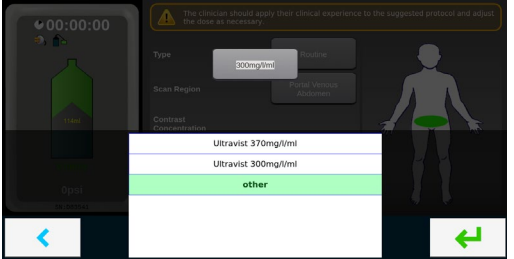 00:00:00
The clinician should apply their clinical experience to the suggested protocol and adjust
the dose as necessary.
Type
Routine
300mg/l/ml
Scan Region
Portal Venous
Abdomen
Contrast
Concentration
Ultravist 370mg/l/ml
Ultravist 300mg/l/ml
other
0psi